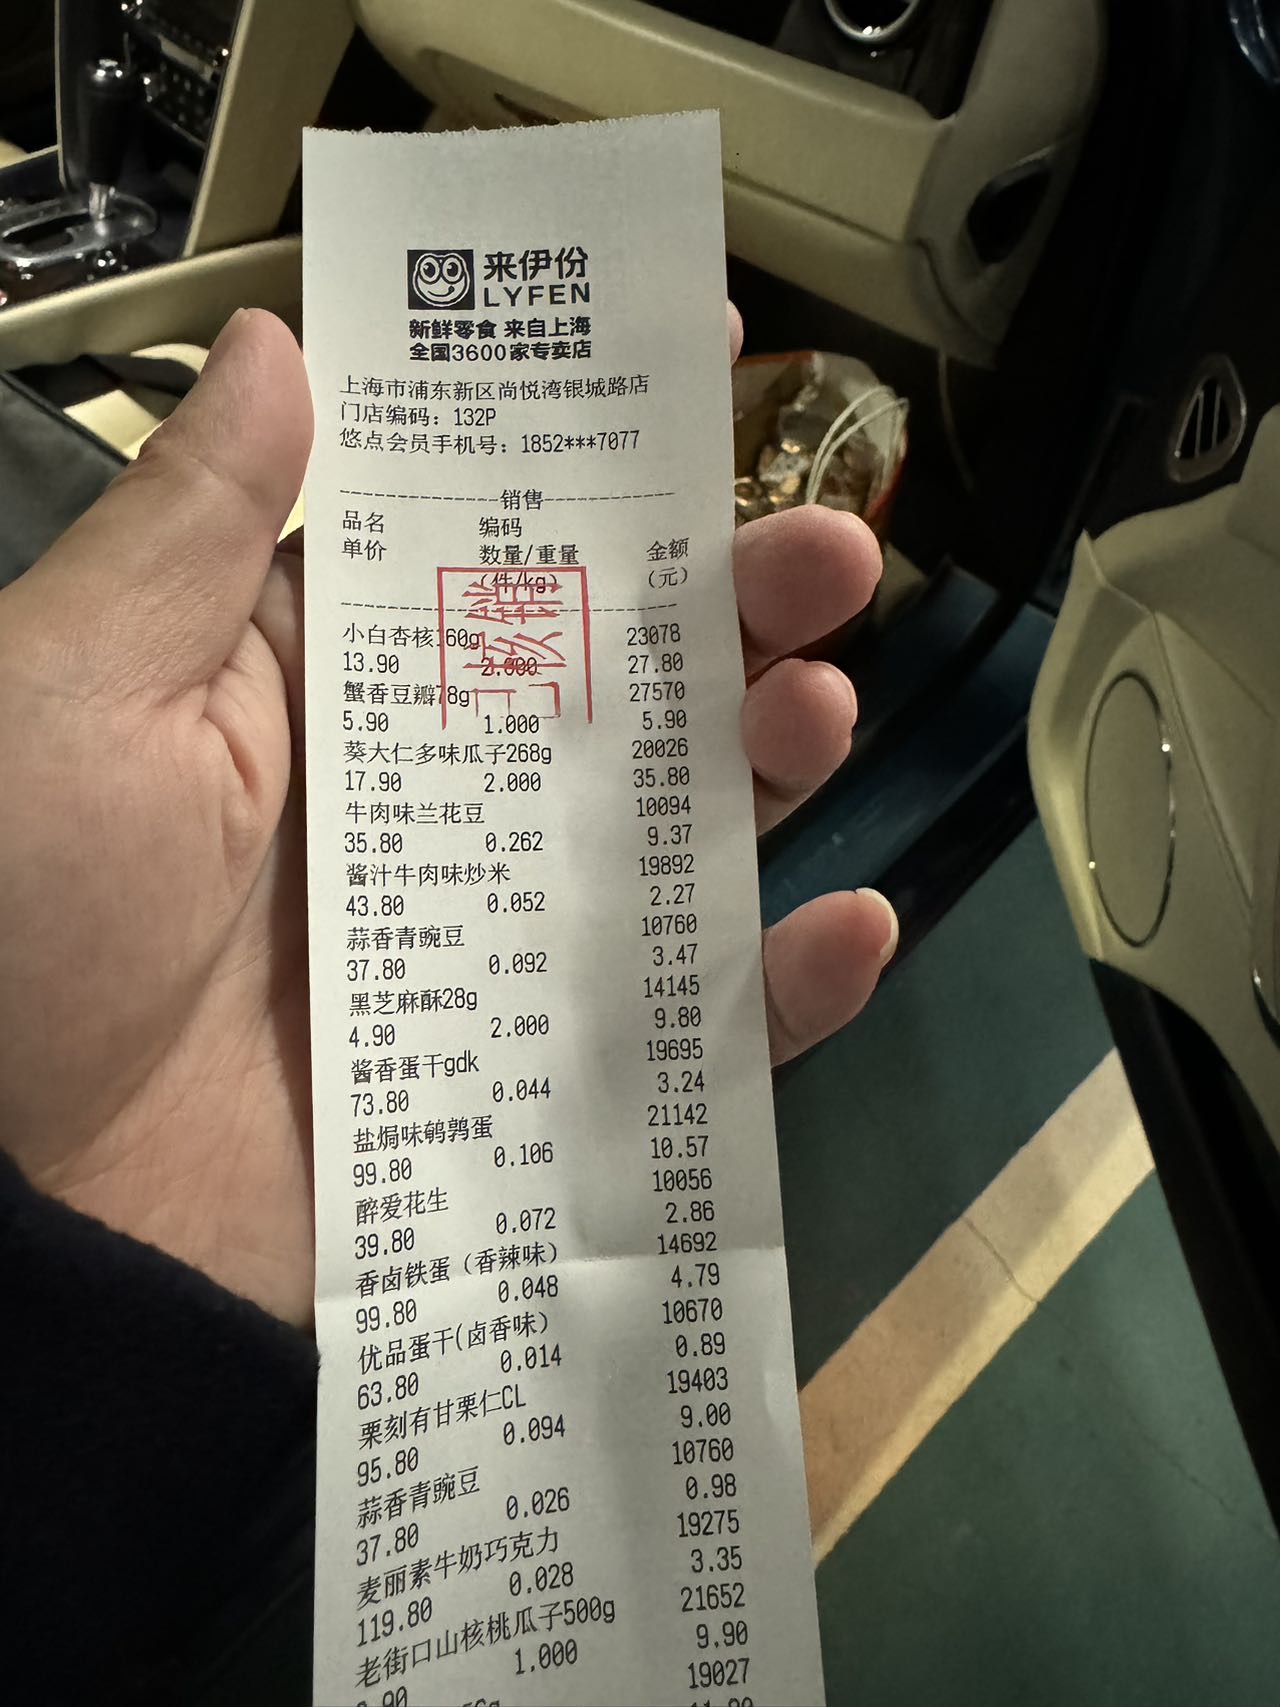 来伊份
LYFEN
新鲜零食 来自上海
全国3600家专卖店
上海市浦东新区尚悦湾银城路店
门店编码：132P
悠点会员手机号：1852***7077
--------------销售--------------
品名 编码
单价 数量/重量 金额
(件/kg) （元）
小白杏核160g 23078
13.90 2.000 27.80
蟹香豆瓣78g 27570
5.90 1.000 5.90
葵大仁多味瓜子268g 20026
17.90 2.000 35.80
牛肉味兰花豆 10094
35.80 0.262 9.37
酱汁牛肉味炒米 19892
43.80 0.052 2.27
蒜香青豌豆 10760
37.80 0.092 3.47
黑芝麻酥28g 14145
4.90 2.000 9.80
酱香蛋干gdk 19695
73.80 0.044 3.24
盐焗味鹌鹑蛋 21142
99.80 0.106 10.57
醉爱花生 10056
39.80 0.072 2.86
香卤铁蛋（香辣味） 14692
99.80 0.048 4.79
优品蛋干(卤香味） 10670
63.80 0.014 0.89
栗刻有甘栗仁CL 19403
95.80 0.094 9.00
蒜香青豌豆 10760
37.80 0.026 0.98
麦丽素牛奶巧克力 19275
119.80 0.028 3.35
老街口山核桃瓜子500g 21652
1.000 9.90
19027